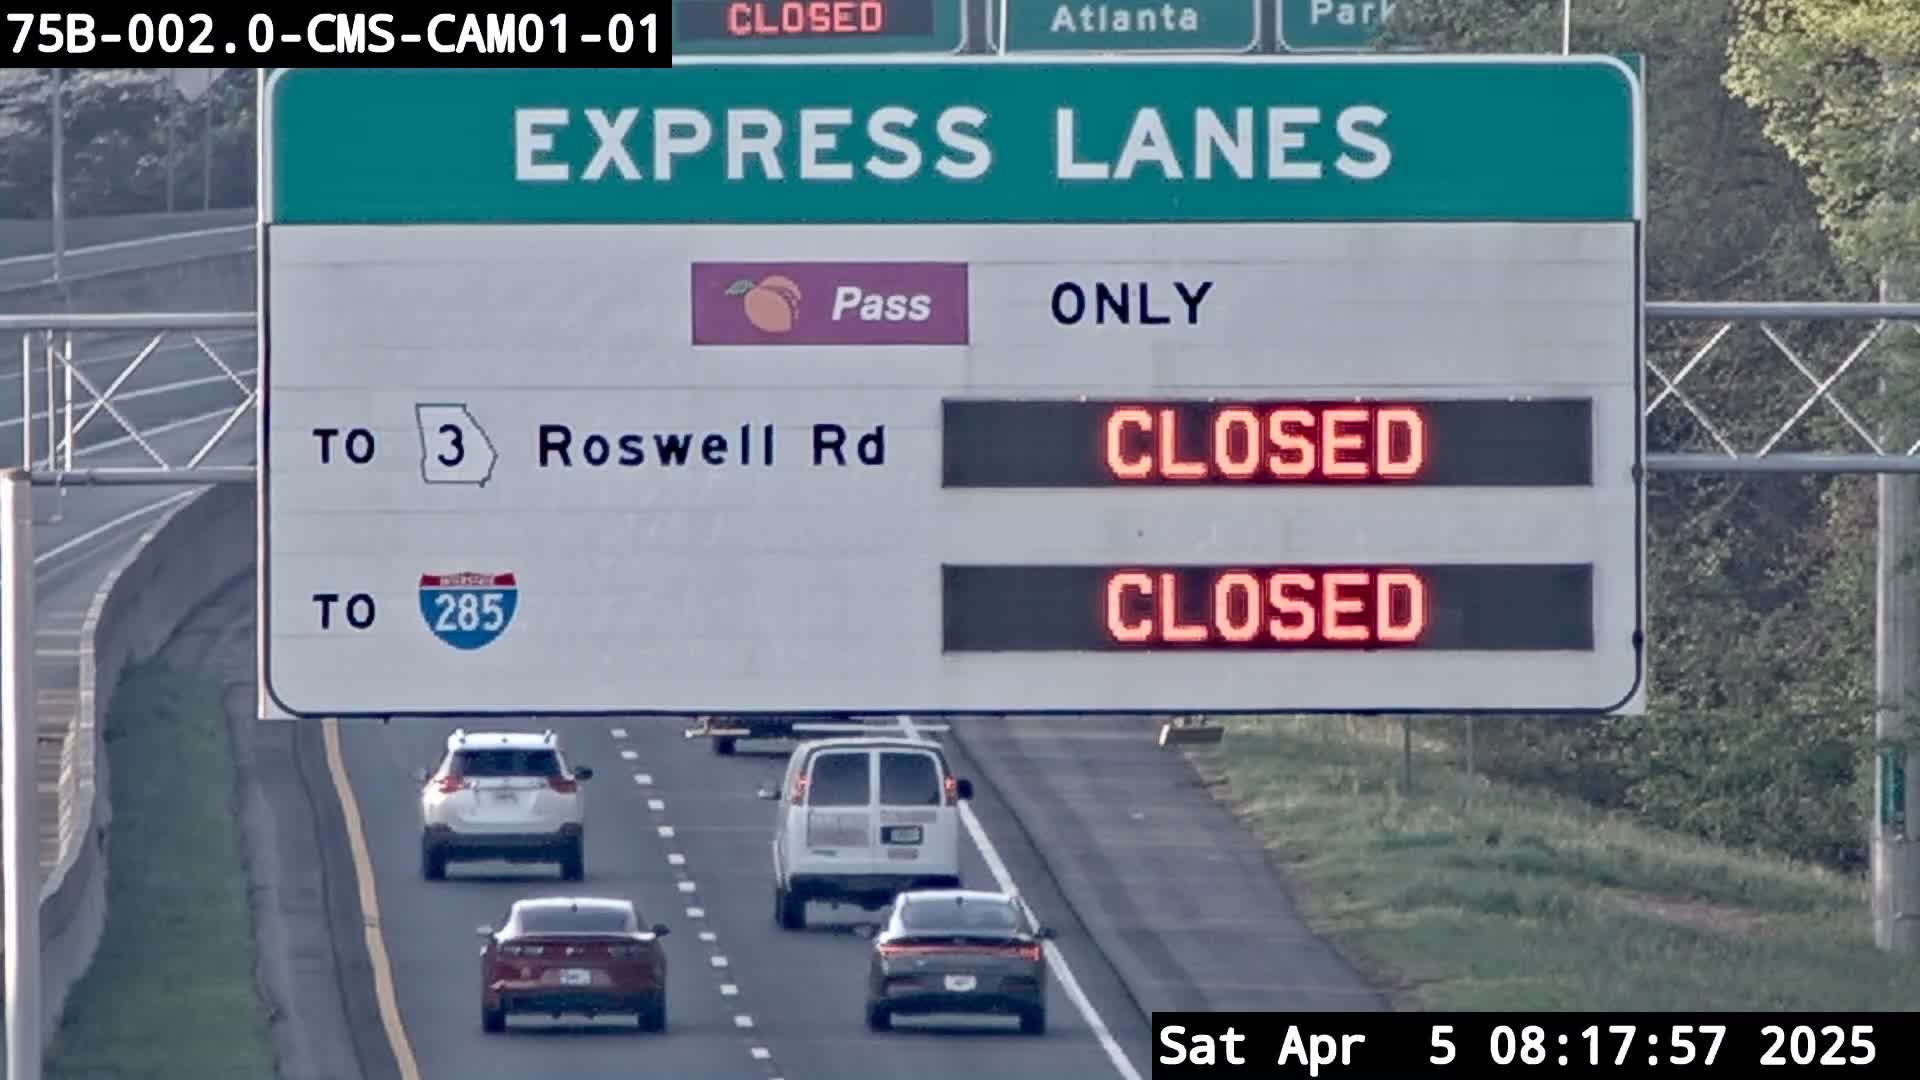 75B-002.0-CMS-CAM01-01
CLOSED
Atlanta
Park
EXPRESS LANES
Pass ONLY
TO 3 Roswell Rd CLOSED
INTERSTATE
TO 285 CLOSED
Sat Apr 5 08:17:57 2025